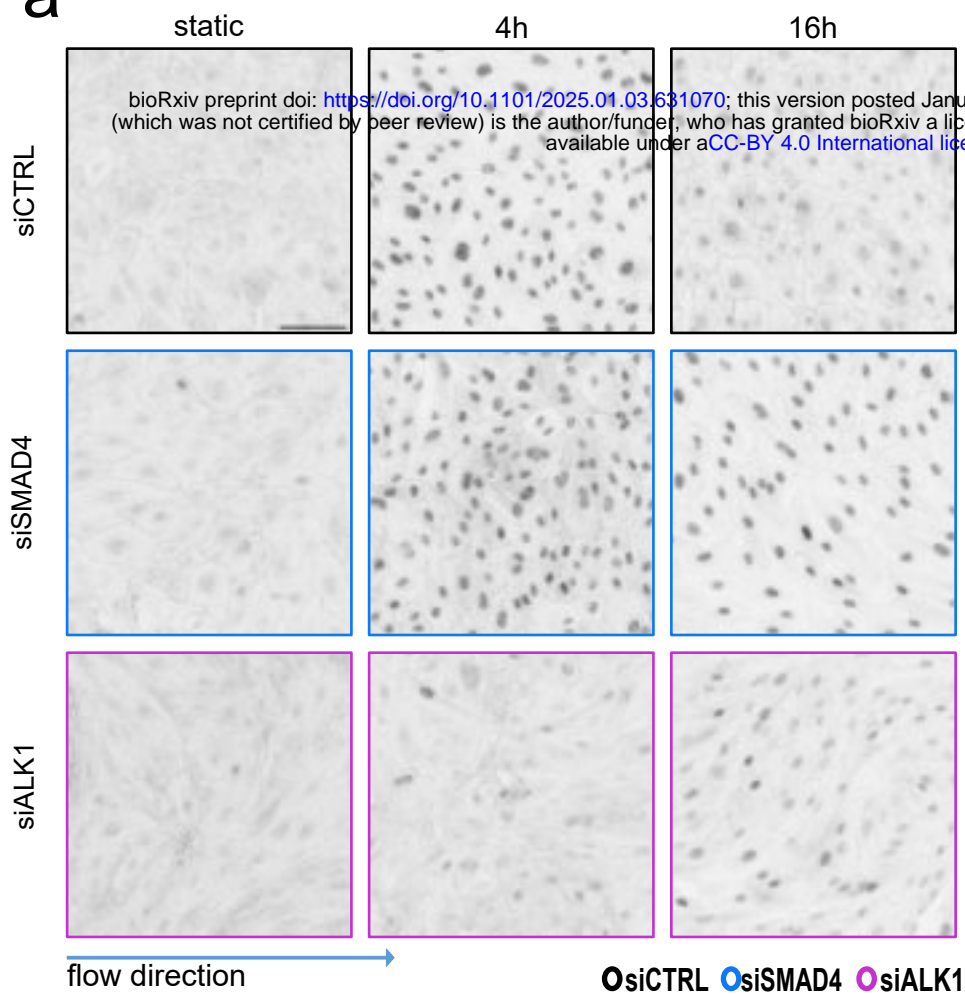 a
static 4h 16h
bioRxiv preprint doi: https://doi.org/10.1101/2025.01.03.631070; this version posted Janu
(which was not certified by peer review) is the author/funder, who has granted bioRxiv a lic
available under aCC-BY 4.0 International lice
siCTRL
siSMAD4
siALK1
flow direction
siCTRL siSMAD4 siALK1